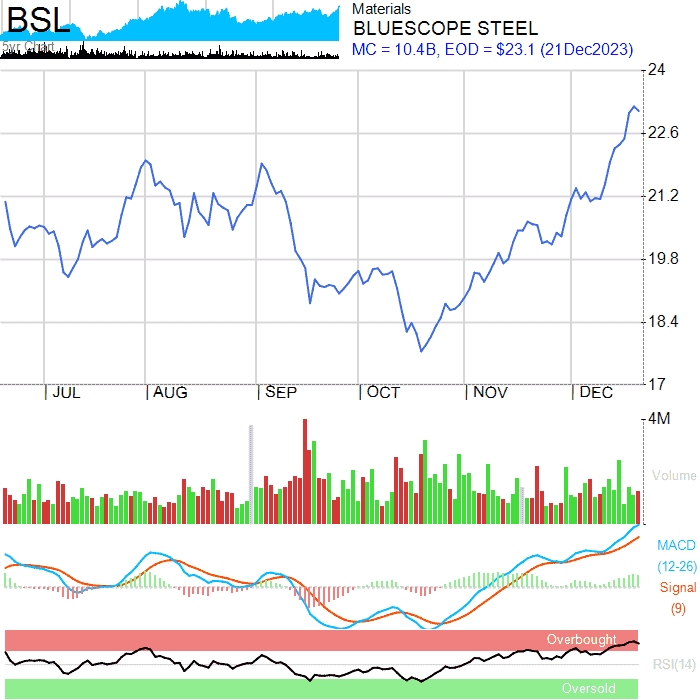 BSL
5yr Chart
Materials
BLUESCOPE STEEL
MC = 10.4B, EOD = $23.1 (21Dec2023)
24
22.6
21.2
19.8
18.4
17
| JUL | AUG | SEP | OCT | NOV | DEC
4M
Volume
MACD
(12-26)
Signal
(9)
Overbought
RSI(14)
Oversold